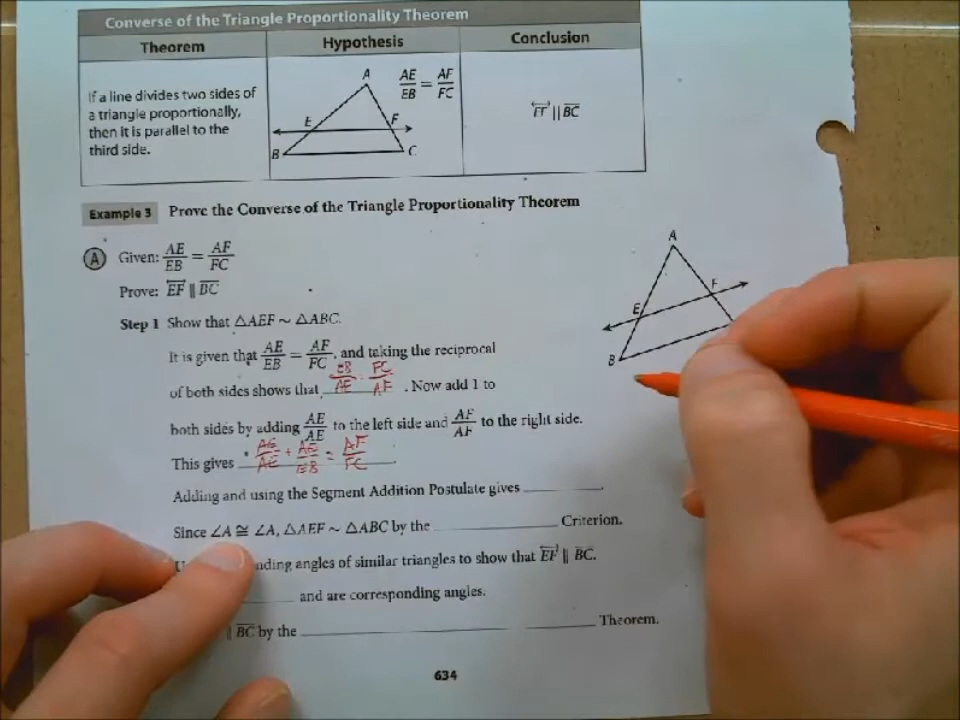 Converse of the Triangle Proportionality Theorem
Theorem Hypothesis Conclusion
If a line divides two sides of
a triangle proportionally,
then it is parallel to the
third side.
A
E
F
B
C
AE/EB = AF/FC
EF || BC
Example 3 Prove the Converse of the Triangle Proportionality Theorem
A Given: AE/EB = AF/FC
Prove: EF || BC
A
E
F
B
Step 1 Show that △AEF ~ △ABC.
It is given that AE/EB = AF/FC, and taking the reciprocal
of both sides shows that EB/AE FC/AF . Now add 1 to
both sides by adding AE/AE to the left side and AF/AF to the right side.
This gives AE/AE + AE/EB = AF/FC .
Adding and using the Segment Addition Postulate gives ________.
Since ∠A ≅ ∠A, △AEF ~ △ABC by the ________ Criterion.
nding angles of similar triangles to show that EF || BC.
and are corresponding angles.
|| BC by the ________ Theorem.
634